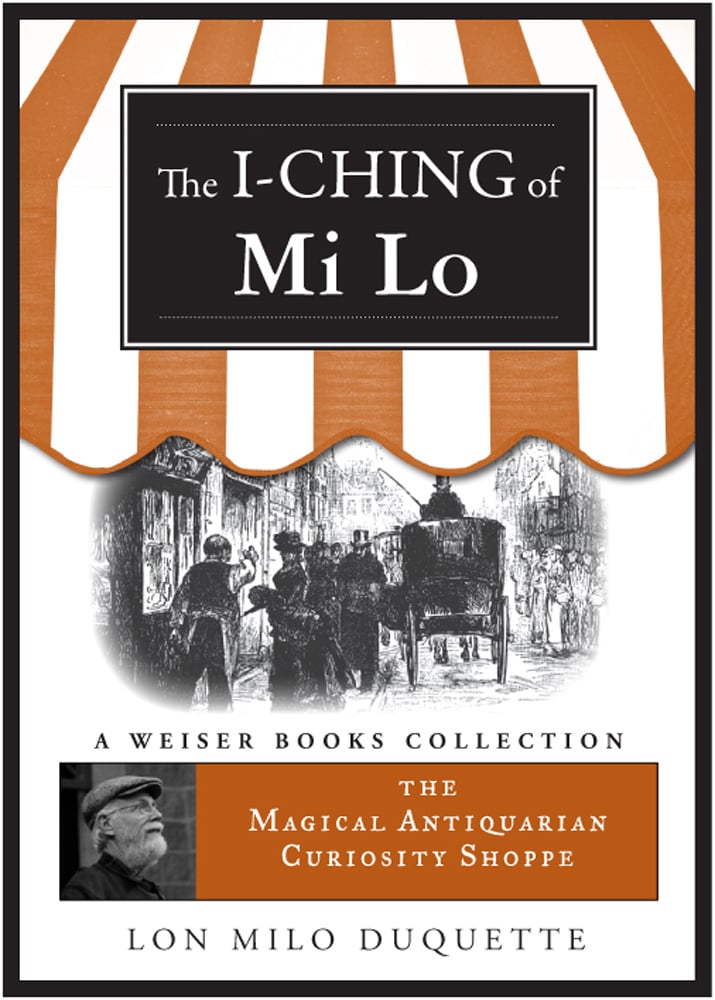 The I-CHING of
Mi Lo
A WEISER BOOKS COLLECTION
THE
MAGICAL ANTIQUARIAN
CURIOSITY SHOPPE
LON MILO DUQUETTE